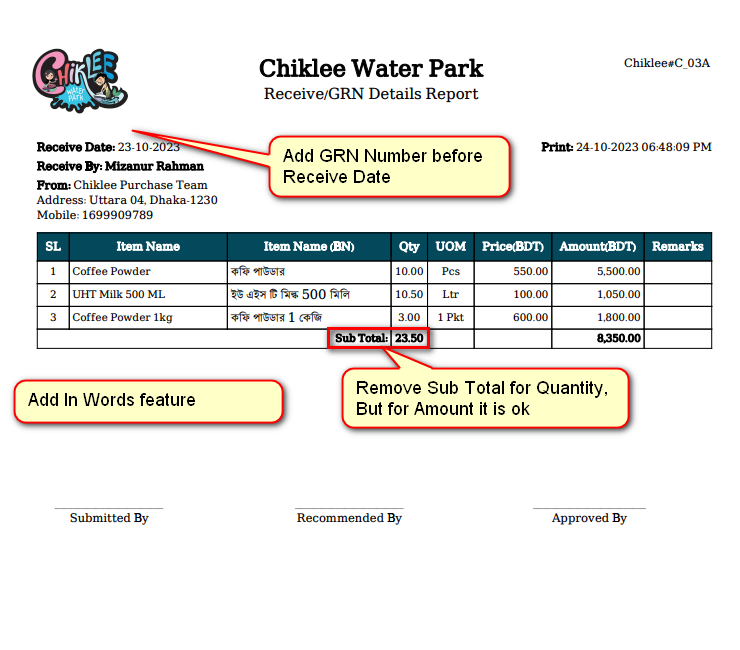 CHIKLEE
WATER
PARK
Chiklee Water Park
Receive/GRN Details Report
Chiklee#C_03A
Receive Date: 23-10-2023
Print: 24-10-2023 06:48:09 PM
Receive By: Mizanur Rahman
From: Chiklee Purchase Team
Address: Uttara 04, Dhaka-1230
Mobile: 1699909789
Add GRN Number before
Receive Date
SL Item Name Item Name (BN) Qty UOM Price(BDT) Amount(BDT) Remarks
1 Coffee Powder কফি পাউডার 10.00 Pcs 550.00 5,500.00
2 UHT Milk 500 ML ইউ এইস টি মিল্ক 500 মিলি 10.50 Ltr 100.00 1,050.00
3 Coffee Powder 1kg কফি পাউডার 1 কেজি 3.00 1 Pkt 600.00 1,800.00
Sub Total: 23.50 8,350.00
Add In Words feature
Remove Sub Total for Quantity,
But for Amount it is ok
Submitted By Recommended By Approved By